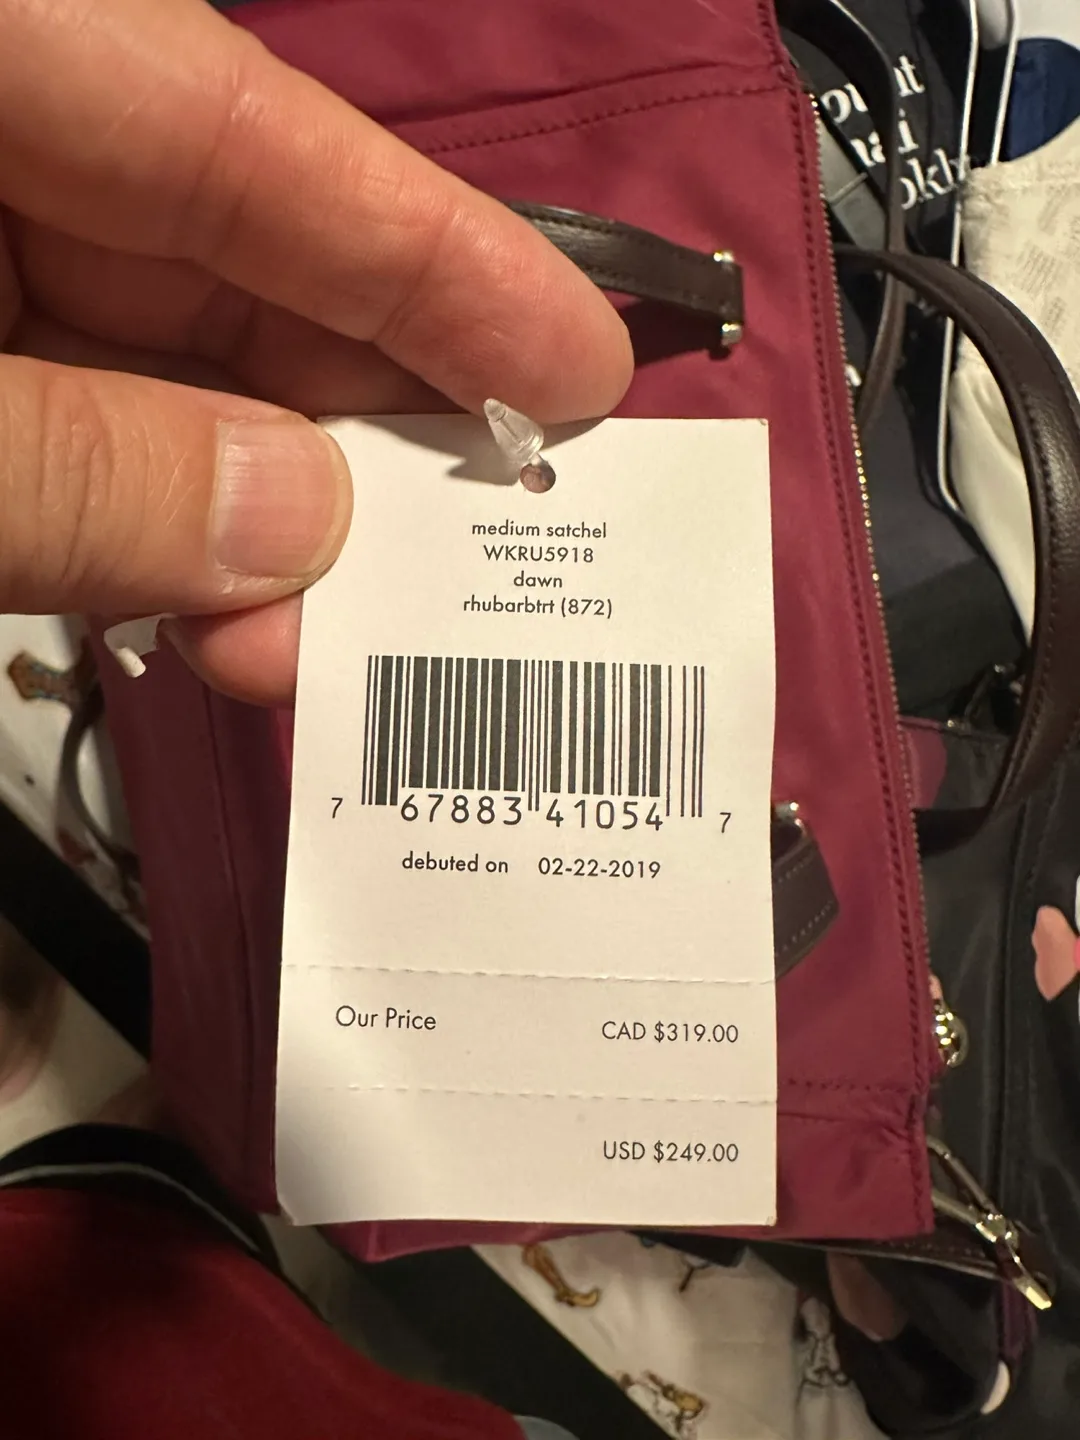 medium satchel
WKRU5918
dawn
rhubarbtrt (872)
7 67883 41054 7
debuted on 02-22-2019
Our Price CAD $319.00
USD $249.00